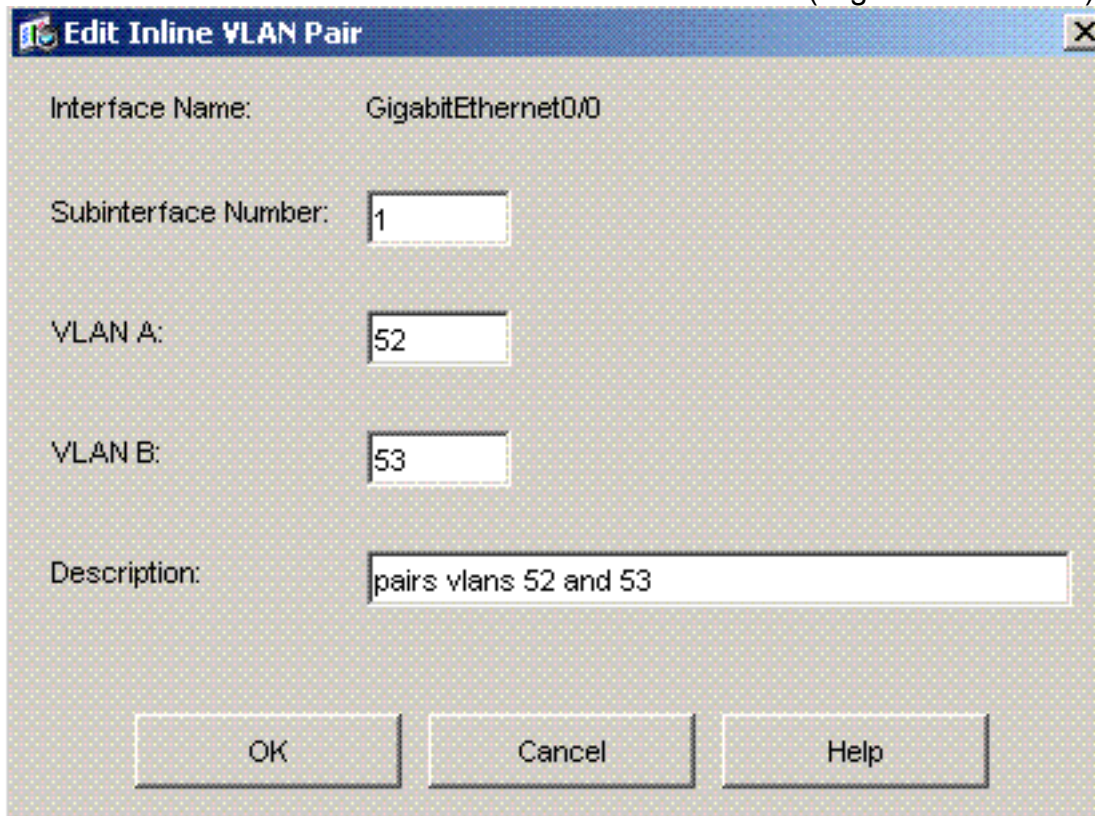 Edit Inline VLAN Pair
Interface Name: GigabitEthernet0/0
Subinterface Number: 1
VLAN A: 52
VLAN B: 53
Description: pairs vlans 52 and 53
OK Cancel Help